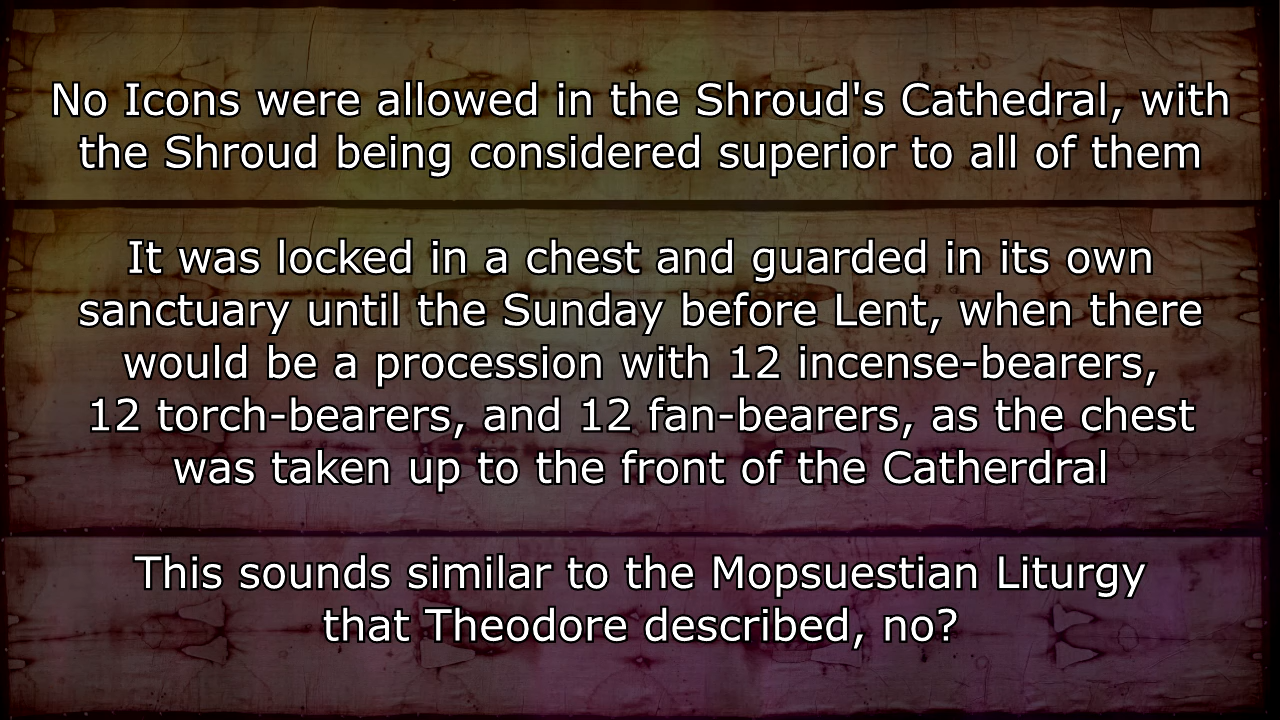 No Icons were allowed in the Shroud's Cathedral, with
the Shroud being considered superior to all of them
It was locked in a chest and guarded in its own
sanctuary until the Sunday before Lent, when there
would be a procession with 12 incense-bearers,
12 torch-bearers, and 12 fan-bearers, as the chest
was taken up to the front of the Catherdral
This sounds similar to the Mopsuestian Liturgy
that Theodore described, no?